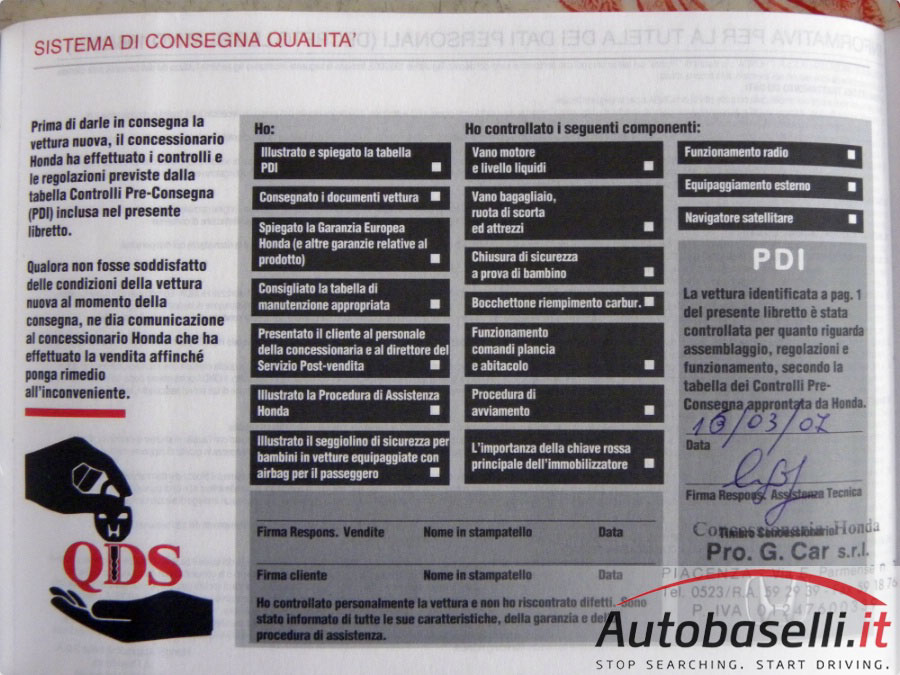 SISTEMA DI CONSEGNA QUALITA'
Prima di darle in consegna la
vettura nuova, il concessionario
Honda ha effettuato i controlli e
le regolazioni previste dalla
tabella Controlli Pre-Consegna
(PDI) inclusa nel presente
libretto.
Qualora non fosse soddisfatto
delle condizioni della vettura
nuova al momento della
consegna, ne dia comunicazione
al concessionario Honda che ha
effettuato la vendita affinché
ponga rimedio
all'inconveniente.
QDS
Ho:
Illustrato e spiegato la tabella
PDI
Consegnato i documenti vettura
Spiegato la Garanzia Europea
Honda (e altre garanzie relative al
prodotto)
Consigliato la tabella di
manutenzione appropriata
Presentato il cliente al personale
della concessionaria e al direttore del
Servizio Post-vendita
Illustrato la Procedura di Assistenza
Honda
Illustrato il seggiolino di sicurezza per
bambini in vetture equipaggiate con
airbag per il passeggero
Ho controllato i seguenti componenti:
Vano motore
e livello liquidi
Vano bagagliaio,
ruota di scorta
ed attrezzi
Chiusura di sicurezza
a prova di bambino
Bocchettone riempimento carbur.
Funzionamento
comandi plancia
e abitacolo
Procedura di
avviamento
L'importanza della chiave rossa
principale dell'immobilizzatore
Funzionamento radio
Equipaggiamento esterno
Navigatore satellitare
PDI
La vettura identificata a pag. 1
del presente libretto è stata
controllata per quanto riguarda
assemblaggio, regolazioni e
funzionamento, secondo la
tabella dei Controlli Pre-
Consegna approntata da Honda.
/03/07
Data
Firma Respons. Assistenza Tecnica
Concessionaria Honda
Timbro Concessionario
Pro. G. Car s.r.l.
PIACENZA - Via E. Parmense
Tel. 0523/R.A. 59 29 39
P. IVA
Firma Respons. Vendite Nome in stampatello Data
Firma cliente Nome in stampatello Data
Ho controllato personalmente la vettura e non ho riscontrato difetti. Sono
stato informato di tutte le sue caratteristiche, della garanzia e della
procedura di assistenza.
Autobaselli.it
STOP SEARCHING. START DRIVING.